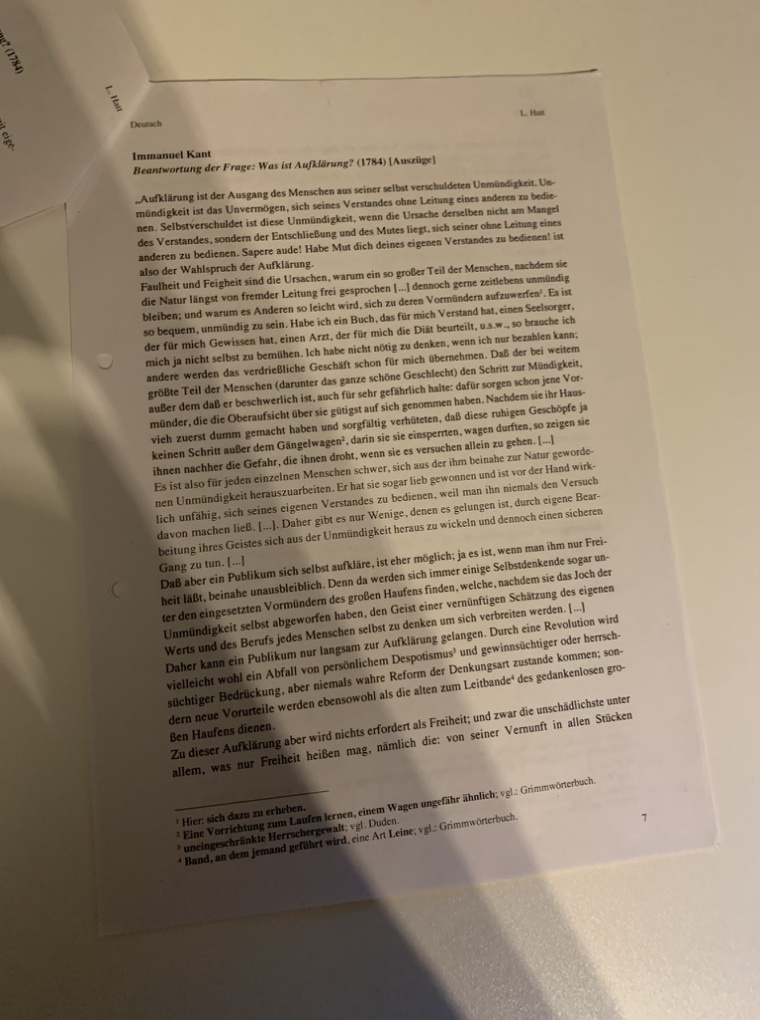 ng? (1784)
it eige-
L. Hatt
Deutsch
L. Hatt
Immanuel Kant
Beantwortung der Frage: Was ist Aufklärung? (1784) [Auszüge]
„Aufklärung ist der Ausgang des Menschen aus seiner selbst verschuldeten Unmündigkeit. Un-
mündigkeit ist das Unvermögen, sich seines Verstandes ohne Leitung eines anderen zu bedie-
nen. Selbstverschuldet ist diese Unmündigkeit, wenn die Ursache derselben nicht am Mangel
des Verstandes, sondern der Entschließung und des Mutes liegt, sich seiner ohne Leitung eines
anderen zu bedienen. Sapere aude! Habe Mut dich deines eigenen Verstandes zu bedienen! ist
also der Wahlspruch der Aufklärung.
Faulheit und Feigheit sind die Ursachen, warum ein so großer Teil der Menschen, nachdem sie
die Natur längst von fremder Leitung frei gesprochen [...] dennoch gerne zeitlebens unmündig
bleiben; und warum es Anderen so leicht wird, sich zu deren Vormündern aufzuwerfen¹. Es ist
so bequem, unmündig zu sein. Habe ich ein Buch, das für mich Verstand hat, einen Seelsorger,
der für mich Gewissen hat, einen Arzt, der für mich die Diät beurteilt, u.s.w., so brauche ich
mich ja nicht selbst zu bemühen. Ich habe nicht nötig zu denken, wenn ich nur bezahlen kann;
andere werden das verdrießliche Geschäft schon für mich übernehmen. Daß der bei weitem
größte Teil der Menschen (darunter das ganze schöne Geschlecht) den Schritt zur Mündigkeit,
außer dem daß er beschwerlich ist, auch für sehr gefährlich halte: dafür sorgen schon jene Vor-
münder, die die Oberaufsicht über sie gütigst auf sich genommen haben. Nachdem sie ihr Haus-
vieh zuerst dumm gemacht haben und sorgfältig verhüteten, daß diese ruhigen Geschöpfe ja
keinen Schritt außer dem Gängelwagen², darin sie sie einsperrten, wagen durften, so zeigen sie
ihnen nachher die Gefahr, die ihnen droht, wenn sie es versuchen allein zu gehen. [...]
Es ist also für jeden einzelnen Menschen schwer, sich aus der ihm beinahe zur Natur geworde-
nen Unmündigkeit herauszuarbeiten. Er hat sie sogar lieb gewonnen und ist vor der Hand wirk-
lich unfähig, sich seines eigenen Verstandes zu bedienen, weil man ihn niemals den Versuch
davon machen ließ. [...]. Daher gibt es nur Wenige, denen es gelungen ist, durch eigene Bear-
beitung ihres Geistes sich aus der Unmündigkeit heraus zu wickeln und dennoch einen sicheren
Gang zu tun. [...]
Daß aber ein Publikum sich selbst aufkläre, ist eher möglich; ja es ist, wenn man ihm nur Frei-
heit läßt, beinahe unausbleiblich. Denn da werden sich immer einige Selbstdenkende sogar un-
ter den eingesetzten Vormündern des großen Haufens finden, welche, nachdem sie das Joch der
Unmündigkeit selbst abgeworfen haben, den Geist einer vernünftigen Schätzung des eigenen
Werts und des Berufs jedes Menschen selbst zu denken um sich verbreiten werden. [...]
Daher kann ein Publikum nur langsam zur Aufklärung gelangen. Durch eine Revolution wird
vielleicht wohl ein Abfall von persönlichem Despotismus³ und gewinnsüchtiger oder herrsch-
süchtiger Bedrückung, aber niemals wahre Reform der Denkungsart zustande kommen; son-
dern neue Vorurteile werden ebensowohl als die alten zum Leitbande⁴ des gedankenlosen gro-
ßen Haufens dienen.
Zu dieser Aufklärung aber wird nichts erfordert als Freiheit; und zwar die unschädlichste unter
allem, was nur Freiheit heißen mag, nämlich die: von seiner Vernunft in allen Stücken
¹ Hier: sich dazu zu erheben.
² Eine Vorrichtung zum Laufen lernen, einem Wagen ungefähr ähnlich; vgl.: Grimmwörterbuch.
³ uneingeschränkte Herrschergewalt; vgl. Duden.
⁴ Band, an dem jemand geführt wird, eine Art Leine; vgl.: Grimmwörterbuch.
7